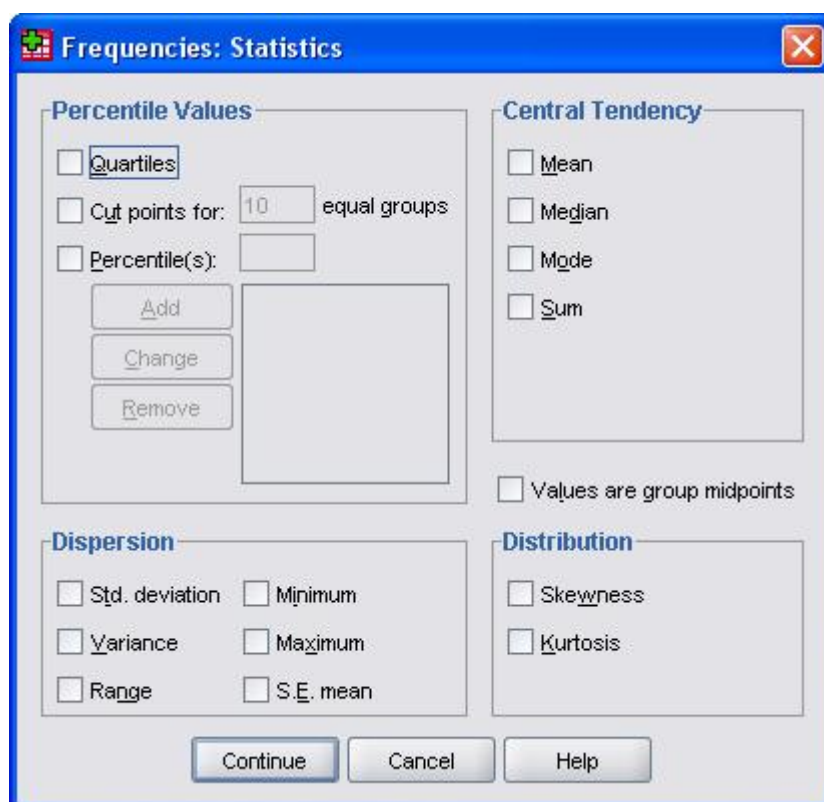 Frequencies: Statistics
Percentile Values
Quartiles
Cut points for: 10 equal groups
Percentile(s):
Add
Change
Remove
Central Tendency
Mean
Median
Mode
Sum
Values are group midpoints
Dispersion
Std. deviation Minimum
Variance Maximum
Range S.E. mean
Distribution
Skewness
Kurtosis
Continue Cancel Help